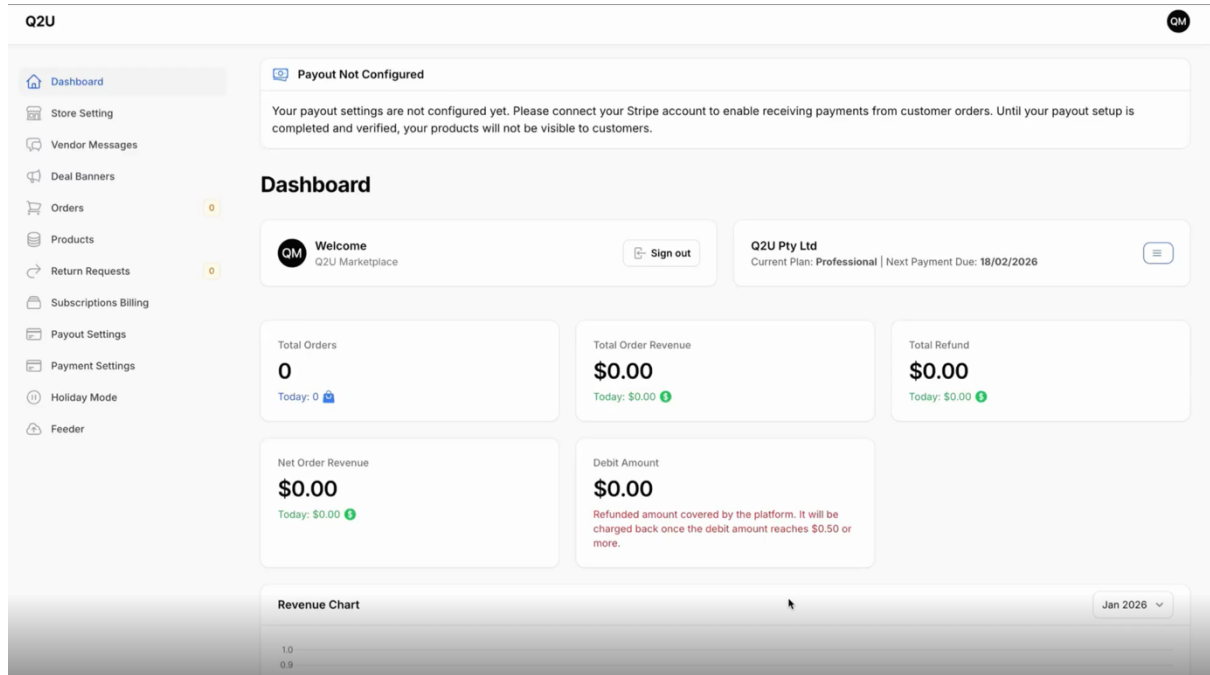 Q2U
QM
Dashboard
Store Setting
Vendor Messages
Deal Banners
Orders 0
Products
Return Requests 0
Subscriptions Billing
Payout Settings
Payment Settings
Holiday Mode
Feeder
Payout Not Configured
Your payout settings are not configured yet. Please connect your Stripe account to enable receiving payments from customer orders. Until your payout setup is
completed and verified, your products will not be visible to customers.
Dashboard
QM
Welcome
Q2U Marketplace
Sign out
Q2U Pty Ltd
Current Plan: Professional | Next Payment Due: 18/02/2026
Total Orders
0
Today: 0
Total Order Revenue
$0.00
Today: $0.00
Total Refund
$0.00
Today: $0.00
Net Order Revenue
$0.00
Today: $0.00
Debit Amount
$0.00
Refunded amount covered by the platform. It will be
charged back once the debit amount reaches $0.50 or
more.
Revenue Chart
Jan 2026
1.0
0.9